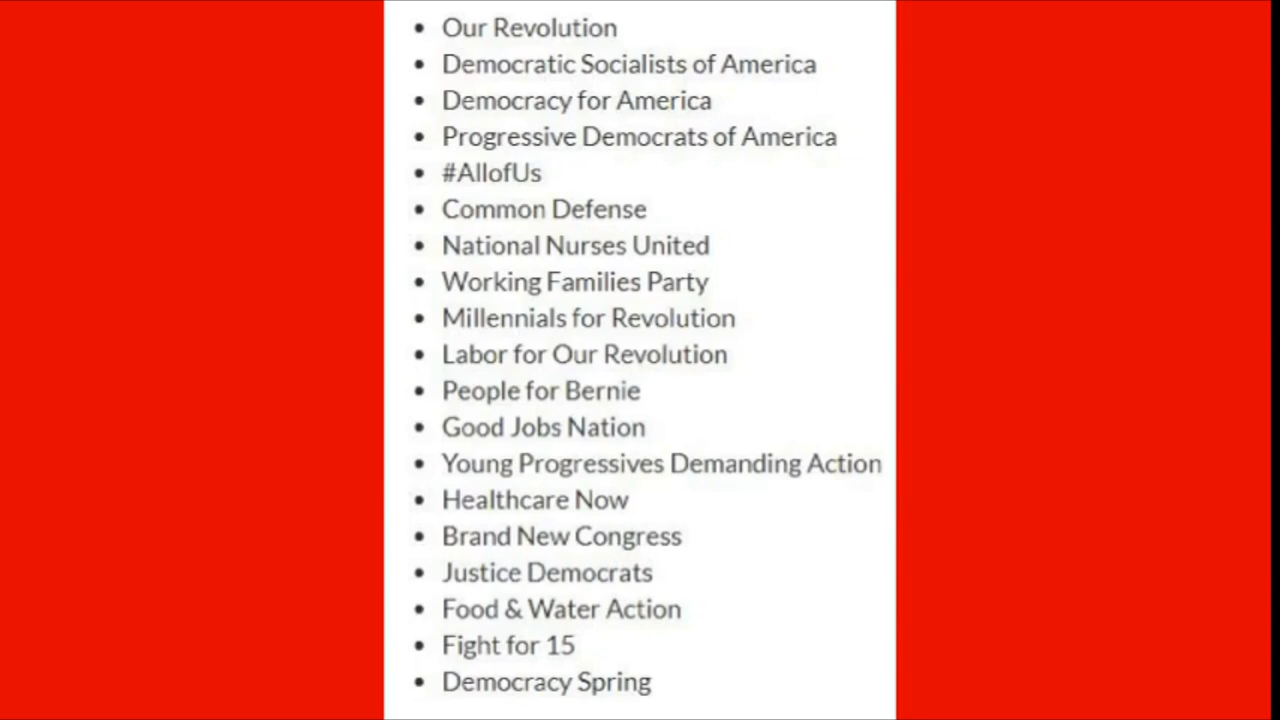 • Our Revolution
• Democratic Socialists of America
• Democracy for America
• Progressive Democrats of America
• #AllofUs
• Common Defense
• National Nurses United
• Working Families Party
• Millennials for Revolution
• Labor for Our Revolution
• People for Bernie
• Good Jobs Nation
• Young Progressives Demanding Action
• Healthcare Now
• Brand New Congress
• Justice Democrats
• Food & Water Action
• Fight for 15
• Democracy Spring